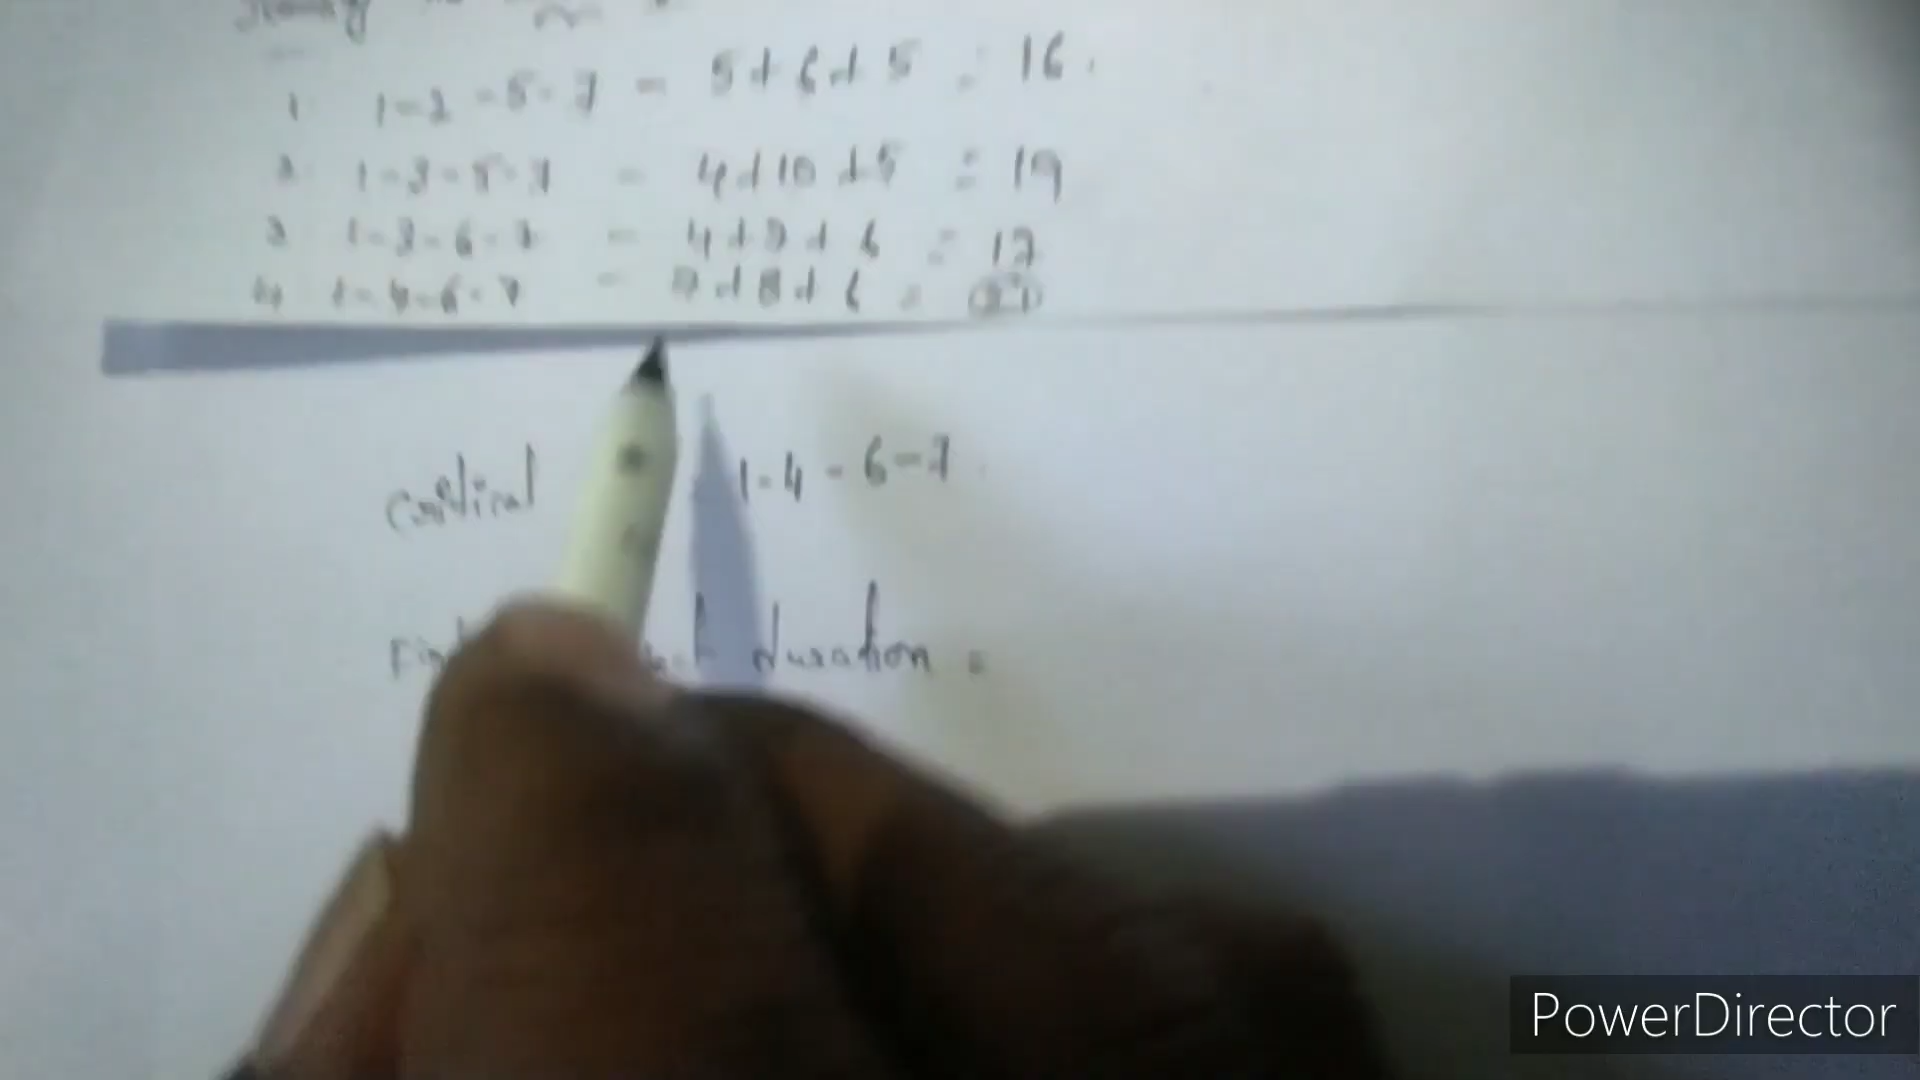 1 1-2-5-7 - 5+6+5 = 16.
2 1-3-5-7 - 4+10+5 = 19
3 1-3-6-7 - 4+7+6 = 17
4 1-4-6-7 - 7+8+6 = 21
critical 1-4-6-7
duration =
PowerDirector